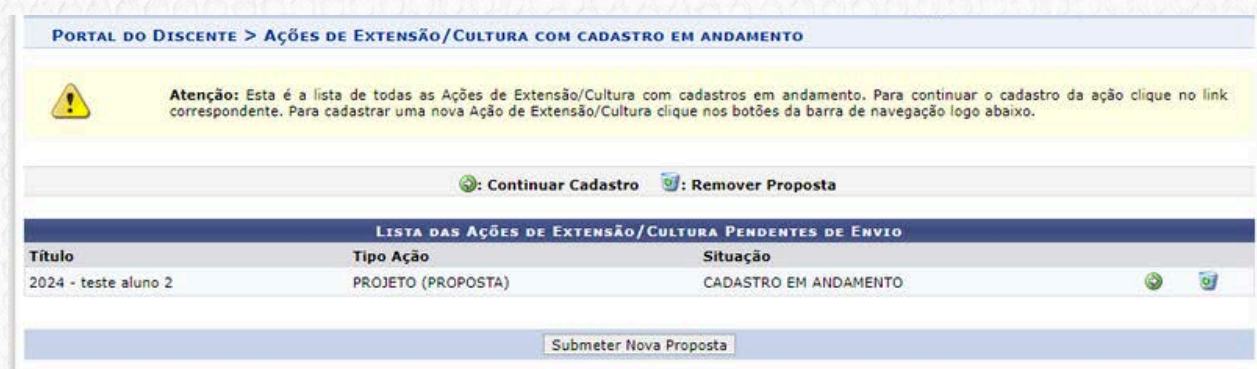 Portal do Discente > Ações de Extensão/Cultura com cadastro em andamento
Atenção: Esta é a lista de todas as Ações de Extensão/Cultura com cadastros em andamento. Para continuar o cadastro da ação clique no link
correspondente. Para cadastrar uma nova Ação de Extensão/Cultura clique nos botões da barra de navegação logo abaixo.
: Continuar Cadastro : Remover Proposta
Lista das Ações de Extensão/Cultura Pendentes de Envio
Título Tipo Ação Situação
2024 - teste aluno 2 PROJETO (PROPOSTA) CADASTRO EM ANDAMENTO
Submeter Nova Proposta